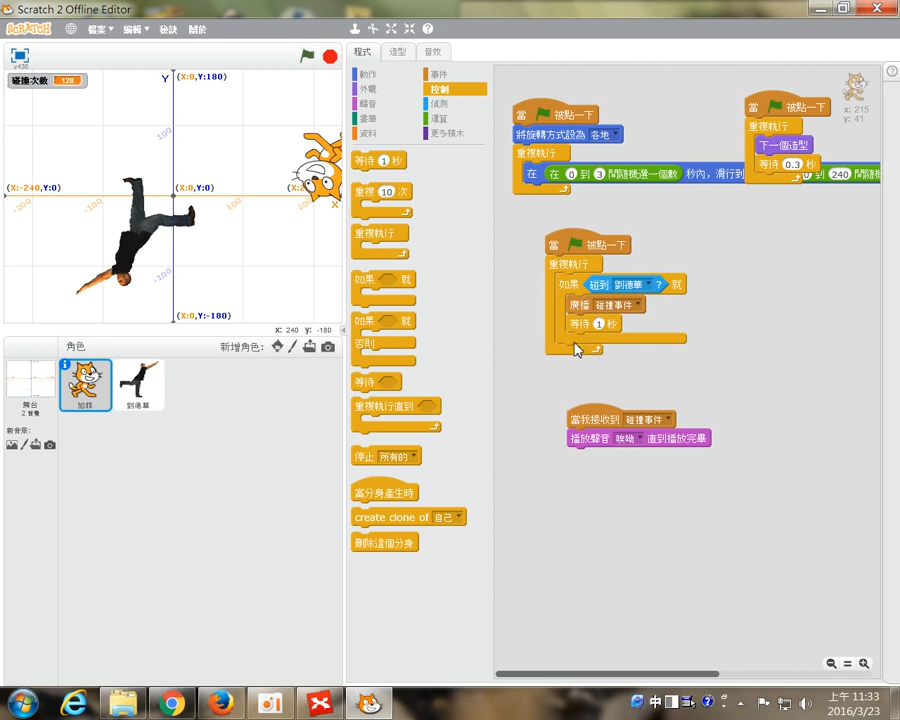 Scratch 2 Offline Editor
SCRATCH 檔案 編輯 秘訣 關於
v438
碰撞次數 128
Y (X:0,Y:180)
100
(X:-240,Y:0) (X:0,Y:0) (X:2
-200 -100 100 X
-100
(X:0,Y:-180)
x: 240 y: -180
角色 新增角色:
舞台
2 背景
加菲 劉德華
新背景:
程式 造型 音效
動作 事件
外觀 控制
聲音 偵測
畫筆 運算
資料 更多積木
等待 1 秒
重複 10 次
重複執行
如果 就
如果 就
否則
等待
重複執行直到
停止 所有的
當分身產生時
create clone of 自己
刪除這個分身
當 被點一下
將旋轉方式設為 各地
重複執行
在 在 0 到 3 間隨機選一個數 秒內，滑行到
當 被點一下
重複執行
下一個造型
等待 0.3 秒
到 240 間隨機
x: 215
y: 41
當 被點一下
重複執行
如果 碰到 劉德華 ? 就
廣播 碰撞事件
等待 1 秒
當我接收到 碰撞事件
播放聲音 唉呦 直到播放完畢
中
上午 11:33
2016/3/23